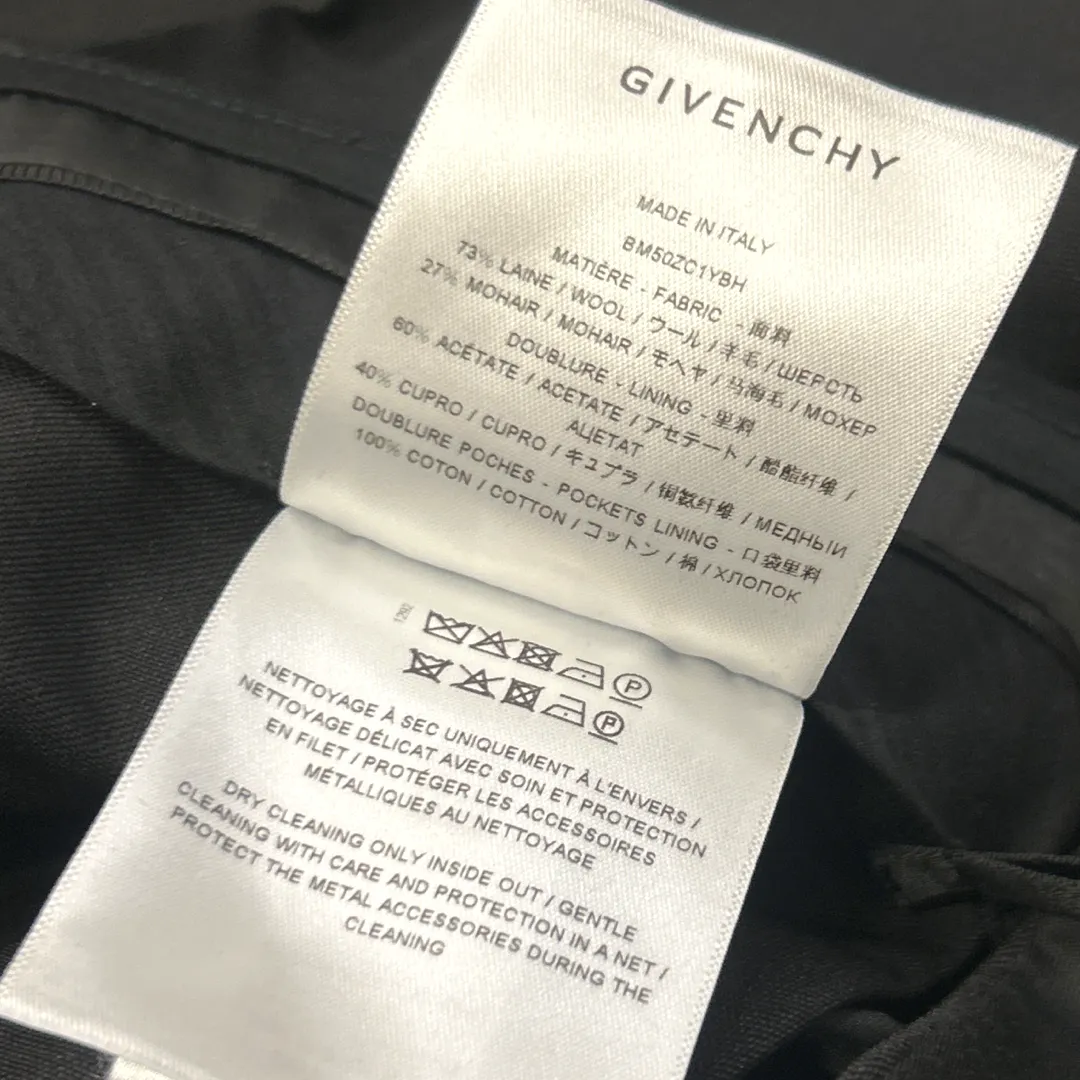 GIVENCHY
MADE IN ITALY
BM50ZC1YBH
MATIÈRE - FABRIC - 面料
73% LAINE / WOOL / ウール / 羊毛 / ШЕРСТЬ
27% MOHAIR / MOHAIR / モヘヤ / 马海毛 / МОХЕР
DOUBLURE - LINING - 里料
60% ACÉTATE / ACETATE / アセテート / 醋酯纤维 /
АЦЕТАТ
40% CUPRO / CUPRO / キュプラ / 铜氨纤维 / МЕДНЫЙ
DOUBLURE POCHES - POCKETS LINING - 口袋里料
100% COTON / COTTON / コットン / 棉 / ХЛОПОК
P
P
NETTOYAGE À SEC UNIQUEMENT À L'ENVERS /
NETTOYAGE DÉLICAT AVEC SOIN ET PROTECTION
EN FILET / PROTÉGER LES ACCESSOIRES
MÉTALLIQUES AU NETTOYAGE
DRY CLEANING ONLY INSIDE OUT / GENTLE
CLEANING WITH CARE AND PROTECTION IN A NET /
PROTECT THE METAL ACCESSORIES DURING THE
CLEANING